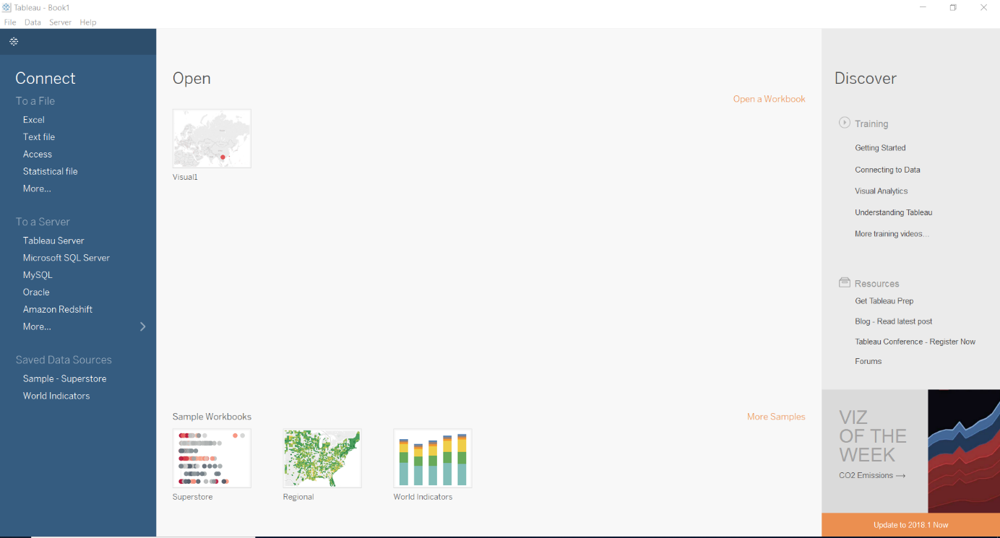 Tableau - Book1
File Data Server Help
Connect
To a File
Excel
Text file
Access
Statistical file
More...
To a Server
Tableau Server
Microsoft SQL Server
MySQL
Oracle
Amazon Redshift
More...
Saved Data Sources
Sample - Superstore
World Indicators
Open
Open a Workbook
Visual1
Sample Workbooks
More Samples
Superstore
Regional
World Indicators
Discover
Training
Getting Started
Connecting to Data
Visual Analytics
Understanding Tableau
More training videos...
Resources
Get Tableau Prep
Blog - Read latest post
Tableau Conference - Register Now
Forums
VIZ
OF THE
WEEK
CO2 Emissions →
Update to 2018.1 Now